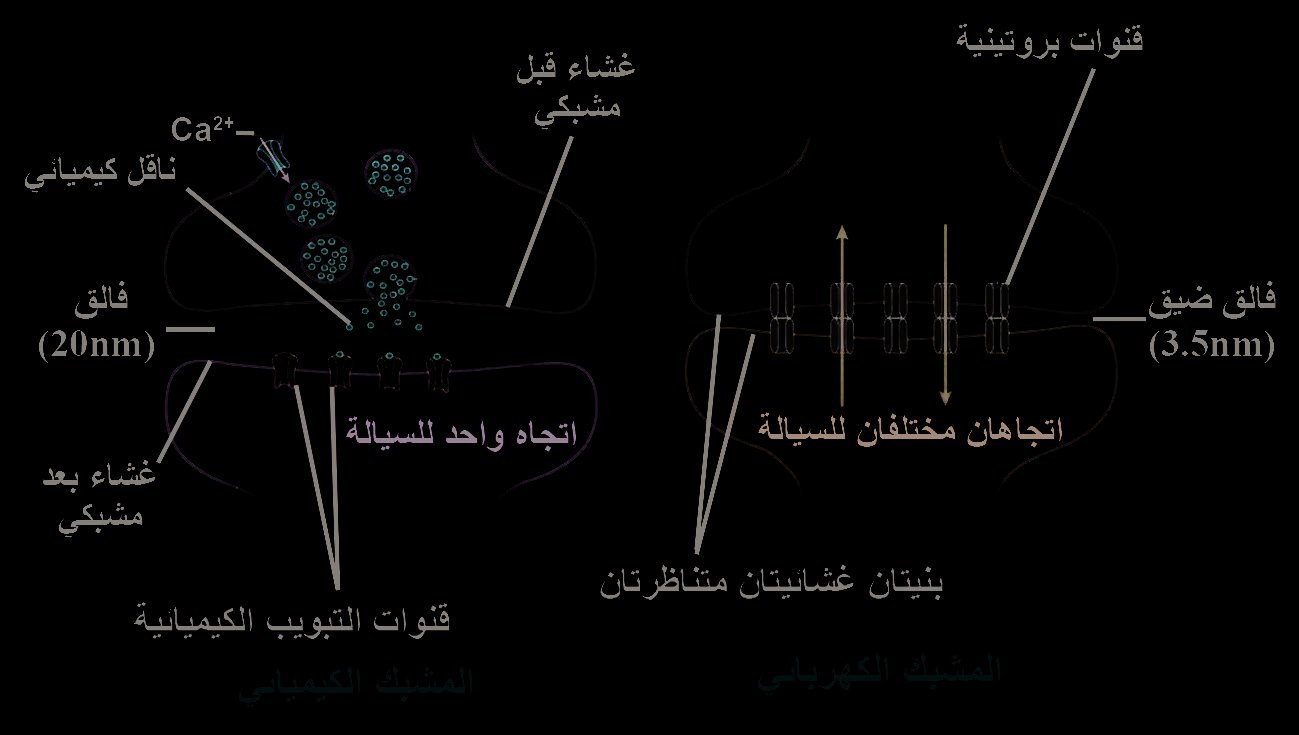 قنوات بروتينية
غشاء قبل
مشبكي
Ca²⁺
ناقل كيميائي
فالق
(20nm)
فالق ضيق
(3.5nm)
اتجاه واحد للسيالة
اتجاهان مختلفان للسيالة
غشاء بعد
مشبكي
بنيتان غشائيتان متناظرتان
قنوات التبويب الكيميائية
المشبك الكيميائي
المشبك الكهربائي